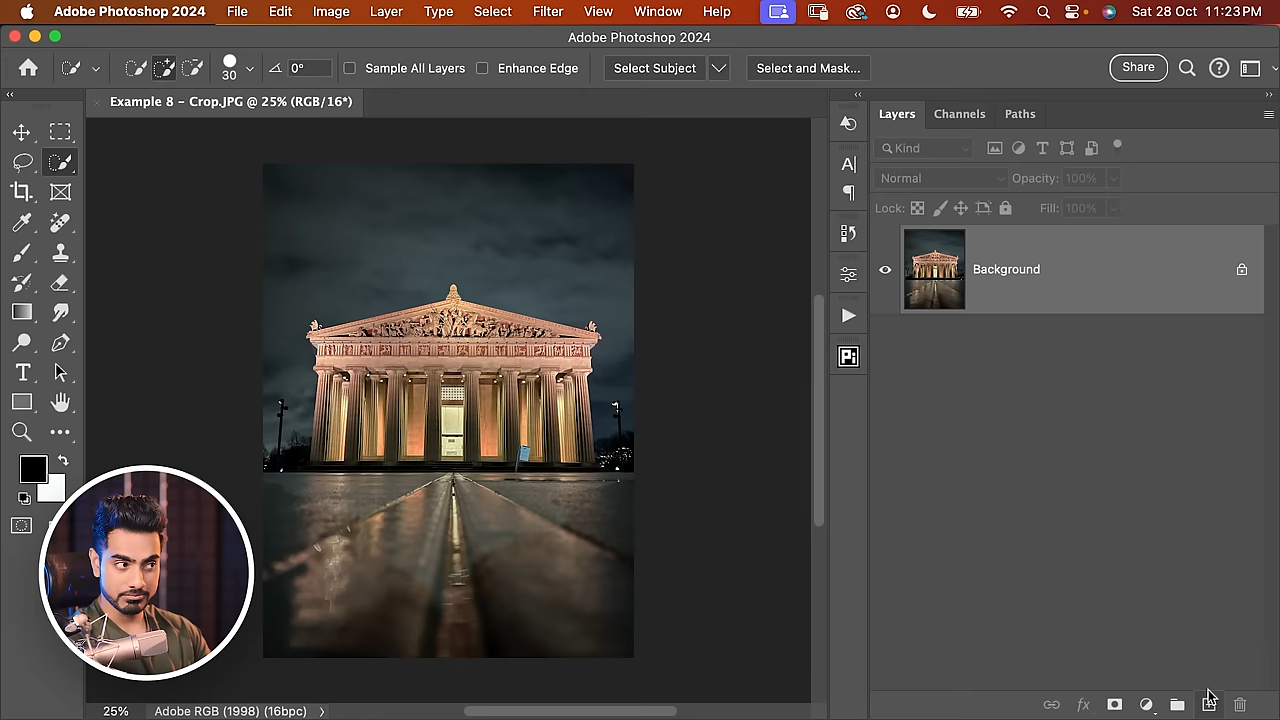 Adobe Photoshop 2024 File Edit Image Layer Type Select Filter View Window Help Sat 28 Oct 11:23 PM
Adobe Photoshop 2024
30 0° Sample All Layers Enhance Edge Select Subject Select and Mask... Share
Example 8 - Crop.JPG @ 25% (RGB/16*)
Layers Channels Paths
Kind
Normal Opacity: 100%
Lock: Fill: 100%
Background
Pi
fx
25% Adobe RGB (1998) (16bpc)